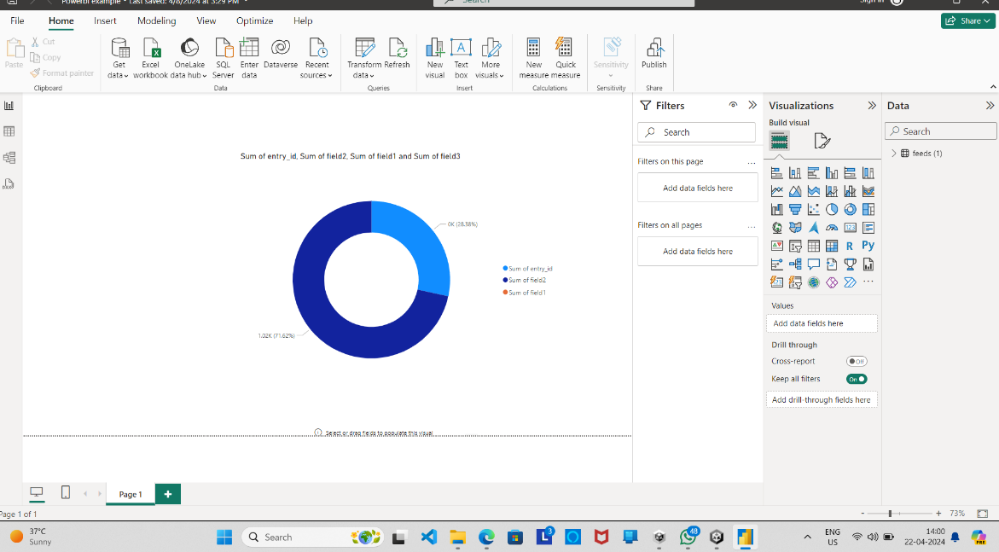 Powerbi example • Last saved: 4/8/2024 at 3:29 PM
Search
Sign in
File
Home
Insert
Modeling
View
Optimize
Help
Share
Paste
Cut
Copy
Format painter
Clipboard
Get data
Excel workbook
OneLake data hub
SQL Server
Enter data
Dataverse
Recent sources
Data
Transform data
Refresh
Queries
New visual
Text box
More visuals
Insert
New measure
Quick measure
Calculations
Sensitivity
Sensitivity
Publish
Share
Sum of entry_id, Sum of field2, Sum of field1 and Sum of field3
0K (28.38%)
1.02K (71.62%)
Sum of entry_id
Sum of field2
Sum of field1
Select or drag fields to populate this visual
Filters
Search
Filters on this page
...
Add data fields here
Filters on all pages
...
Add data fields here
Visualizations
Build visual
123
R
Py
123
...
Values
Add data fields here
Drill through
Cross-report
Off
Keep all filters
On
Add drill-through fields here
Data
Search
feeds (1)
Page 1
+
Page 1 of 1
-
+
73%
37°C
Sunny
Search
L
3
48
ENG
US
14:00
22-04-2024
PRE